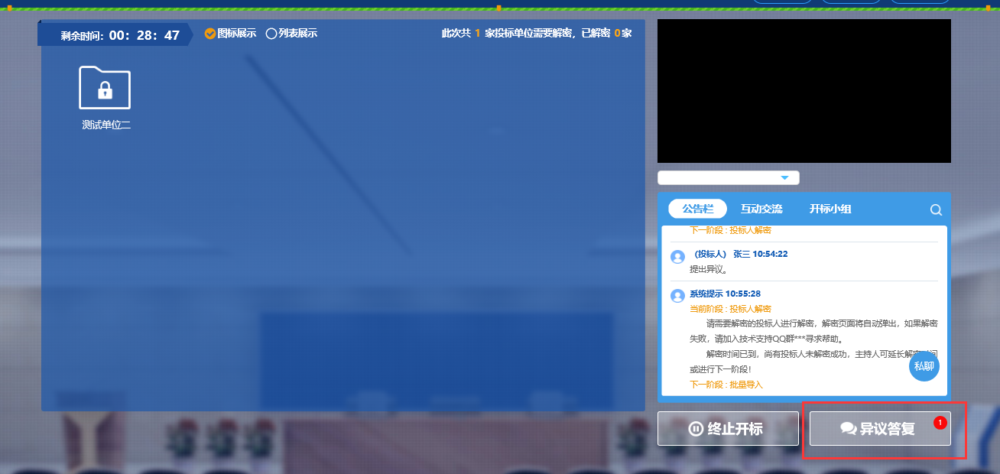 剩余时间：00：28：47
图标展示 列表展示
此次共 1 家投标单位需要解密，已解密 0 家
测试单位二
公告栏 互动交流 开标小组
下一阶段 : 投标人解密
（投标人） 张三 10:54:22
提出异议。
系统提示 10:55:28
当前阶段 : 投标人解密
请需要解密的投标人进行解密，解密页面将自动弹出，如果解密
失败，请加入技术支持QQ群***寻求帮助。
解密时间已到，尚有投标人未解密成功，主持人可延长解密时间
或进行下一阶段！
私聊
下一阶段 : 批量导入
终止开标
异议答复 1